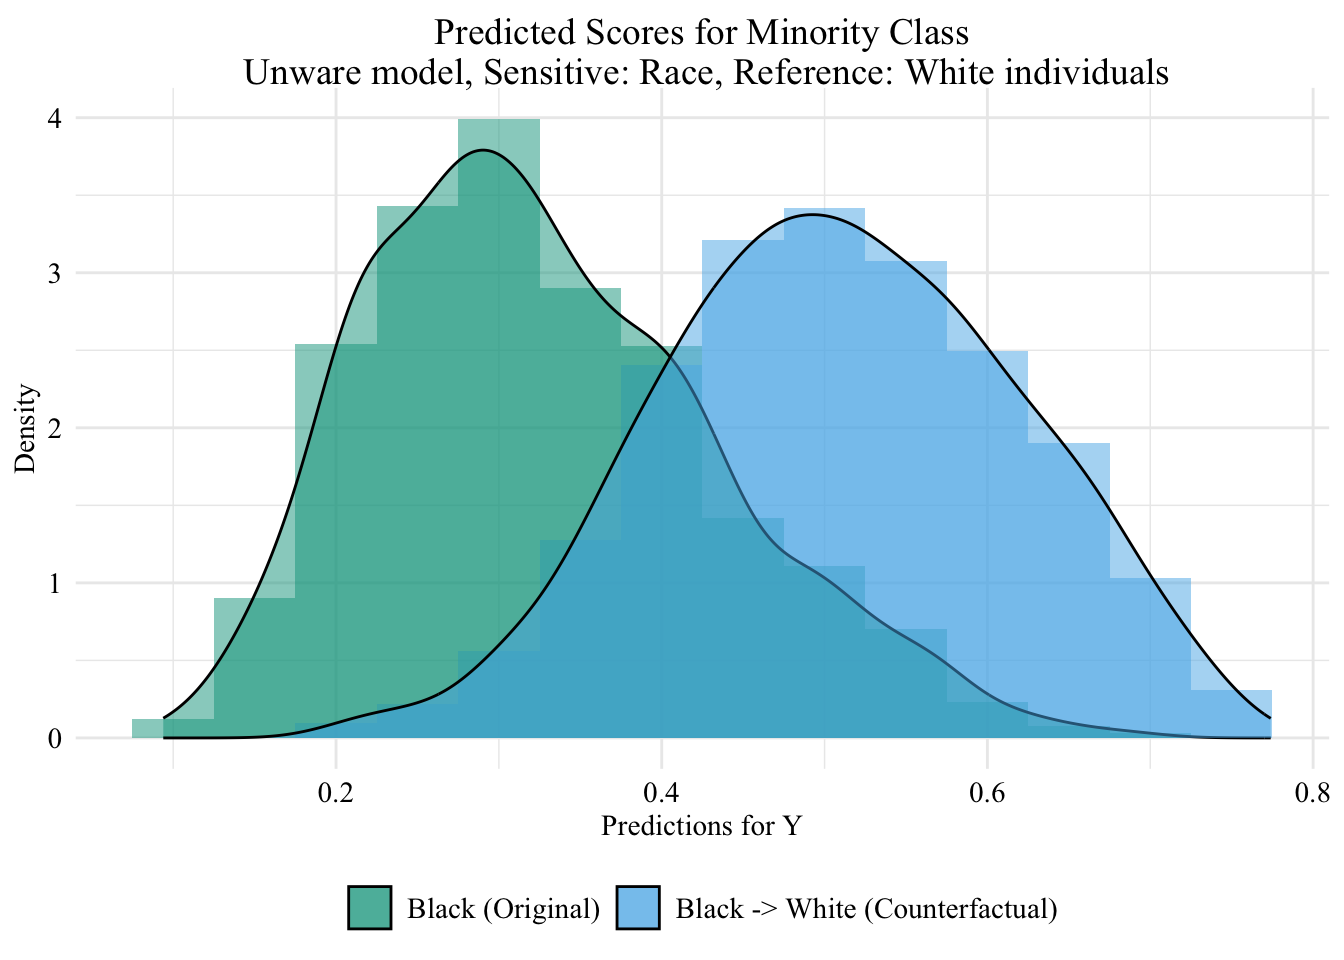 Predicted Scores for Minority Class
Unware model, Sensitive: Race, Reference: White individuals
4
3
2
1
0
Density
0.2 0.4 0.6 0.8
Predictions for Y
Black (Original) Black -> White (Counterfactual)